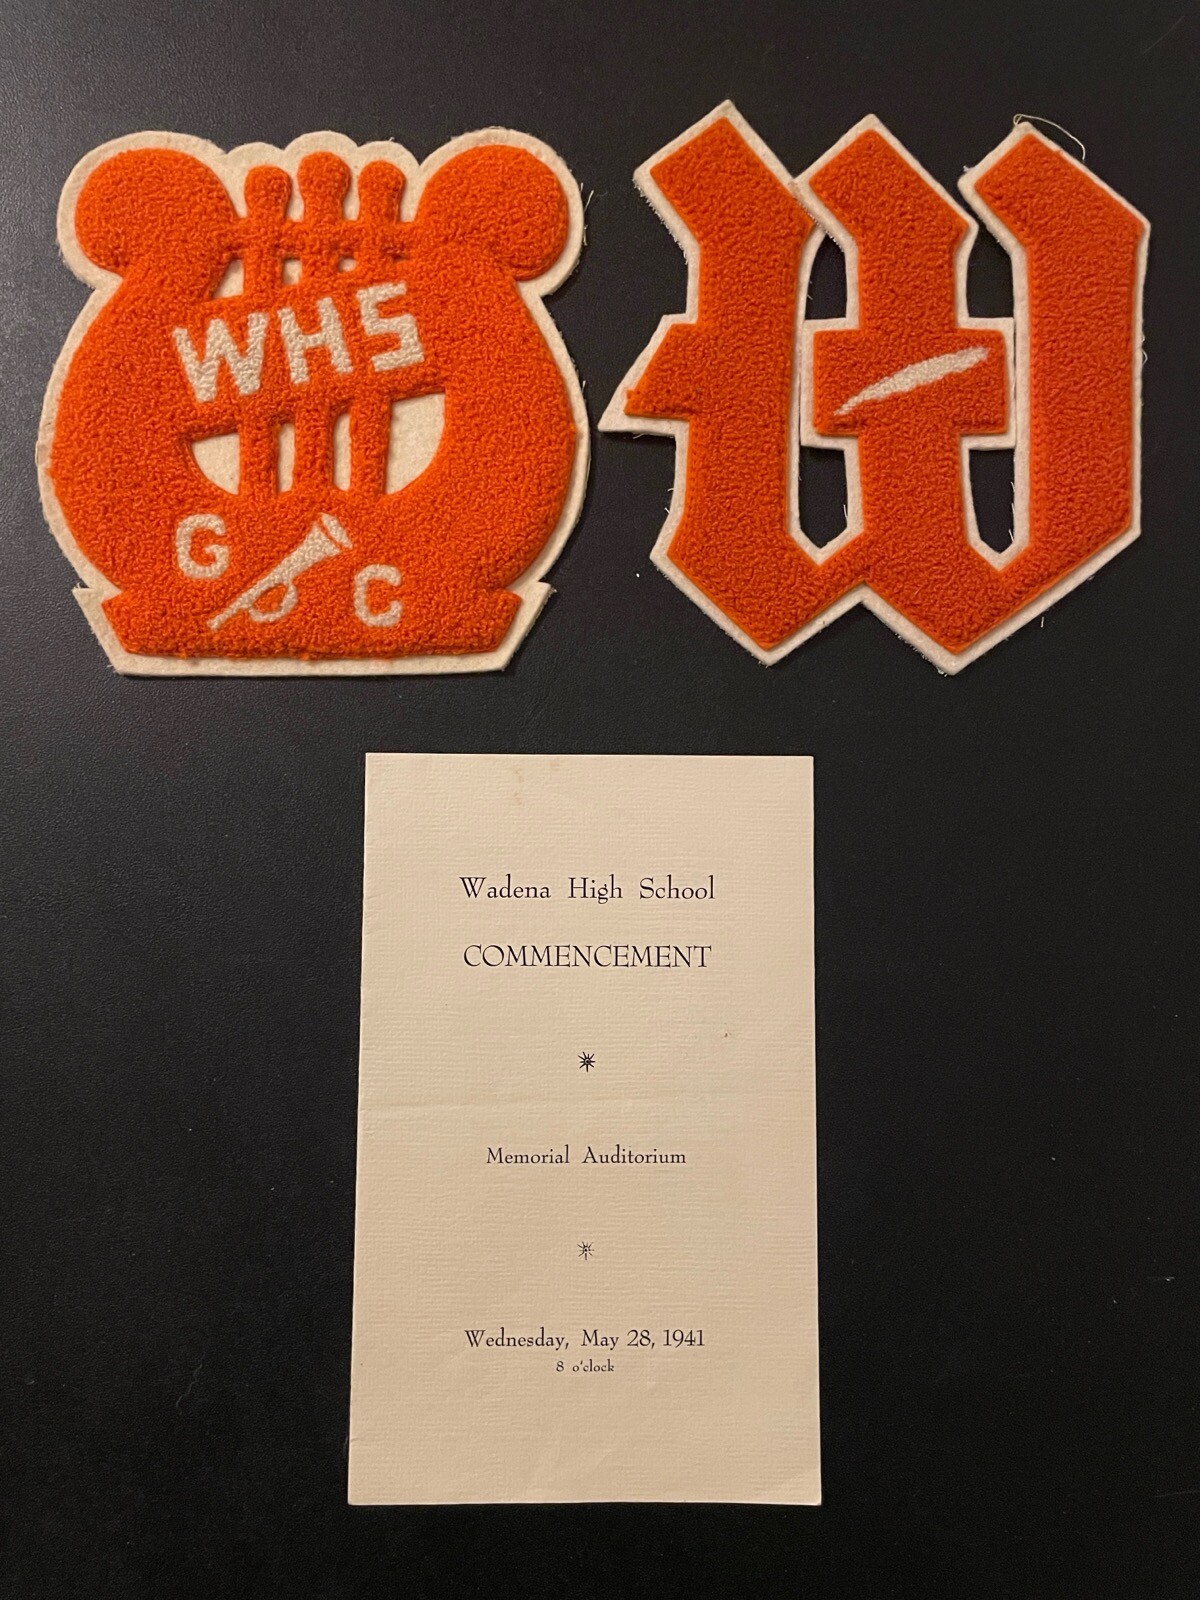 WHS
G C
W
Wadena High School
COMMENCEMENT
Memorial Auditorium
Wednesday, May 28, 1941
8 o'clock